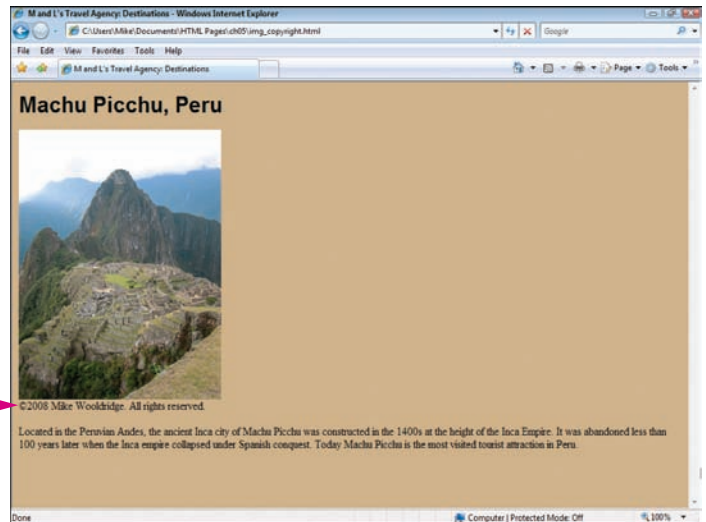 M and L's Travel Agency: Destinations - Windows Internet Explorer
C:\Users\Mike\Documents\HTML Pages\ch05\img_copyright.html
Google
File Edit View Favorites Tools Help
M and L's Travel Agency: Destinations
Page Tools
Machu Picchu, Peru
©2008 Mike Wooldridge. All rights reserved.
Located in the Peruvian Andes, the ancient Inca city of Machu Picchu was constructed in the 1400s at the height of the Inca Empire. It was abandoned less than
100 years later when the Inca empire collapsed under Spanish conquest. Today Machu Picchu is the most visited tourist attraction in Peru.
Done
Computer | Protected Mode: Off
100%